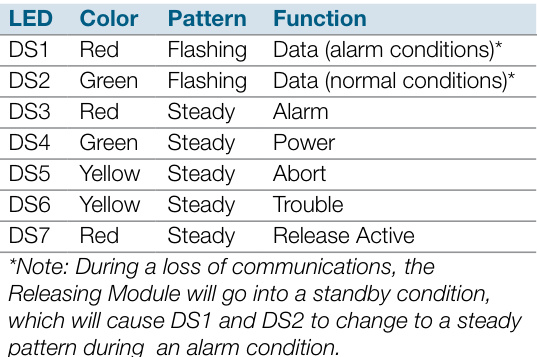 LED Color Pattern Function
DS1 Red Flashing Data (alarm conditions)*
DS2 Green Flashing Data (normal conditions)*
DS3 Red Steady Alarm
DS4 Green Steady Power
DS5 Yellow Steady Abort
DS6 Yellow Steady Trouble
DS7 Red Steady Release Active
*Note: During a loss of communications, the
Releasing Module will go into a standby condition,
which will cause DS1 and DS2 to change to a steady
pattern during an alarm condition.